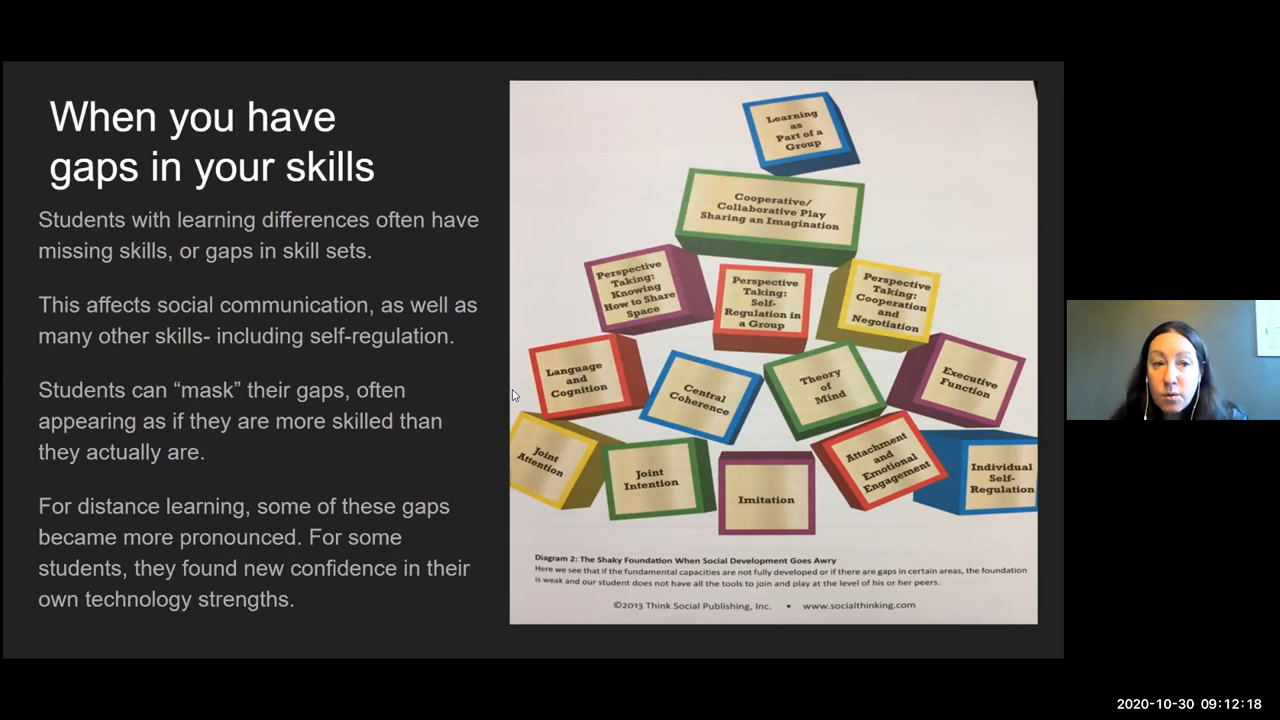 When you have
gaps in your skills
Students with learning differences often have
missing skills, or gaps in skill sets.
This affects social communication, as well as
many other skills- including self-regulation.
Students can “mask” their gaps, often
appearing as if they are more skilled than
they actually are.
For distance learning, some of these gaps
became more pronounced. For some
students, they found new confidence in their
own technology strengths.
Learning
as
Part of a
Group
Cooperative/
Collaborative Play
Sharing an Imagination
Perspective
Taking:
Knowing
How to Share
Space
Perspective
Taking:
Self-
Regulation in
a Group
Perspective
Taking:
Cooperation
and
Negotiation
Language
and
Cognition
Central
Coherence
Theory
of
Mind
Executive
Function
Joint
Attention
Joint
Intention
Imitation
Attachment
and
Emotional
Engagement
Individual
Self-
Regulation
Diagram 2: The Shaky Foundation When Social Development Goes Awry
Here we see that if the fundamental capacities are not fully developed or if there are gaps in certain areas, the foundation
is weak and our student does not have all the tools to join and play at the level of his or her peers.
©2013 Think Social Publishing, Inc. • www.socialthinking.com
2020-10-30 09:12:18